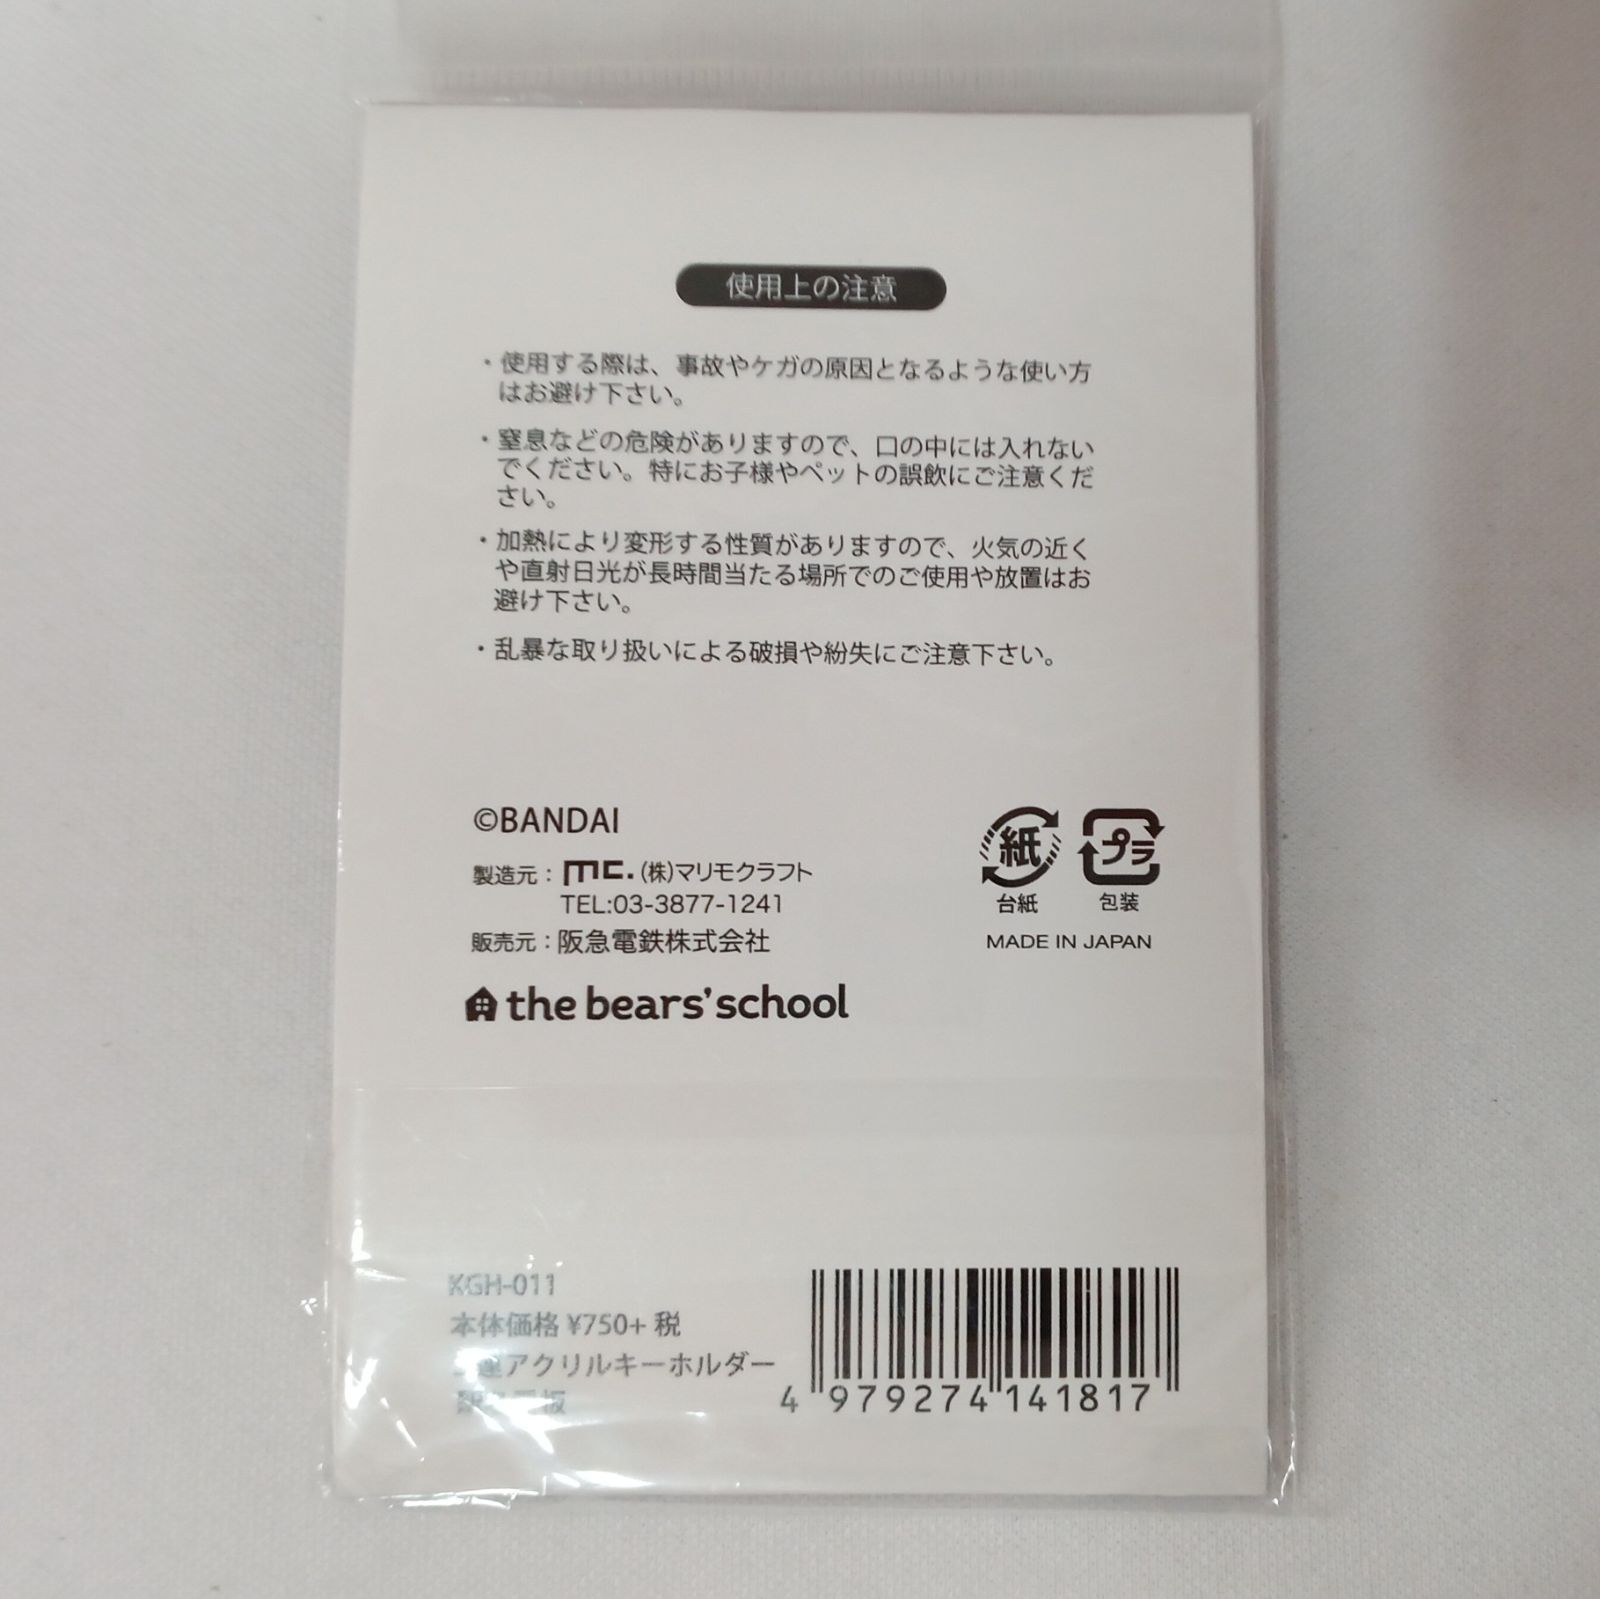 使用上の注意
・使用する際は、事故やケガの原因となるような使い方
はお避け下さい。
・窒息などの危険がありますので、口の中には入れない
でください。特にお子様やペットの誤飲にご注意くだ
さい。
・加熱により変形する性質がありますので、火気の近く
や直射日光が長時間当たる場所でのご使用や放置はお
避け下さい。
・乱暴な取り扱いによる破損や紛失にご注意下さい。
©BANDAI
製造元：mc.(株)マリモクラフト
TEL:03-3877-1241
販売元：阪急電鉄株式会社
the bears' school
紙
台紙
プラ
包装
MADE IN JAPAN
KGH-011
本体価格 ¥750+ 税
連アクリルキーホルダー
板
4 979274 141817